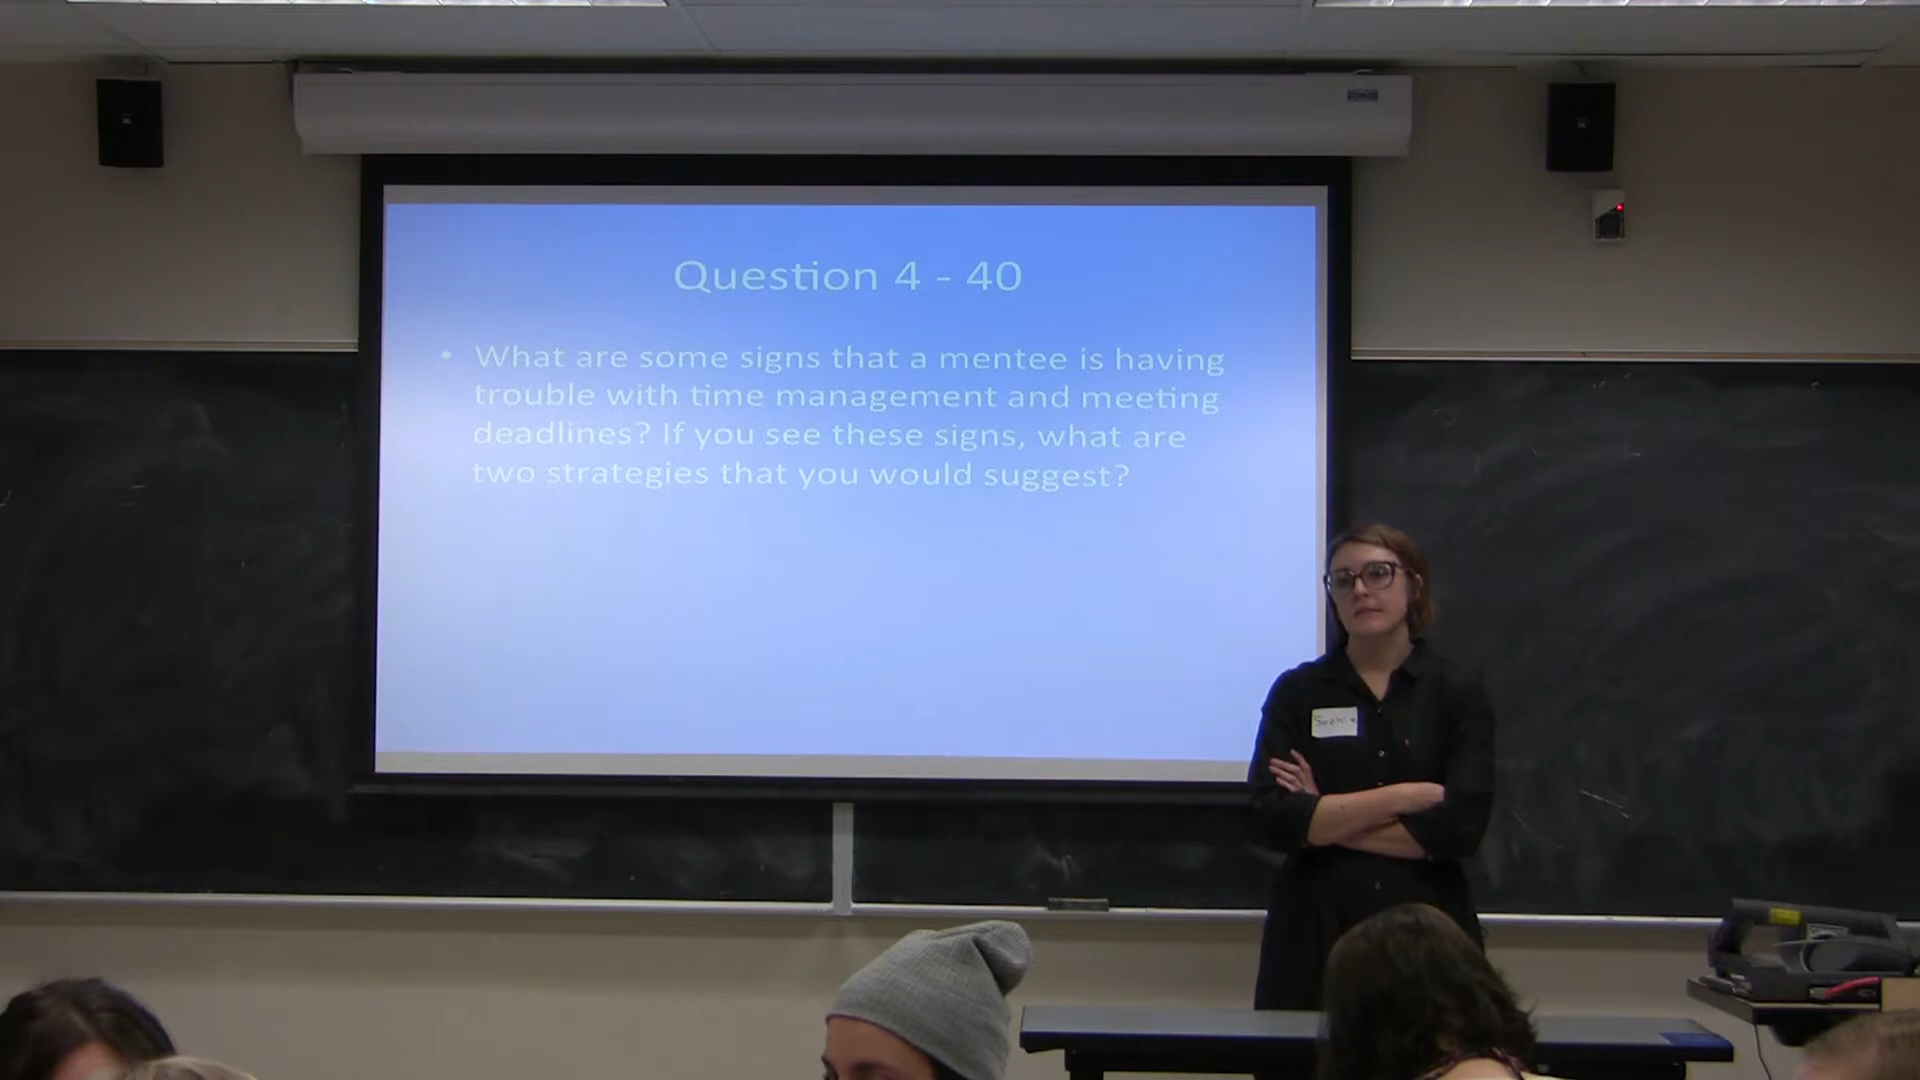 Question 4 - 40
• What are some signs that a mentee is having
trouble with time management and meeting
deadlines? If you see these signs, what are
two strategies that you would suggest?
Sophie